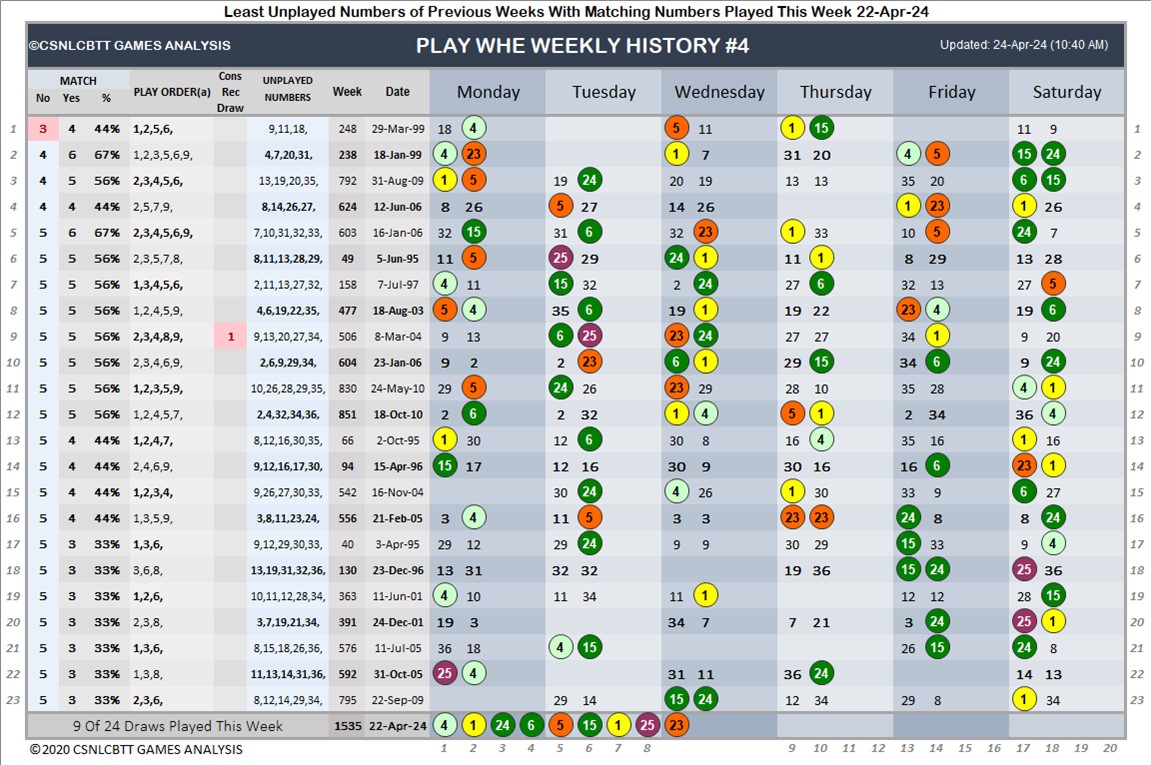 Least Unplayed Numbers of Previous Weeks With Matching Numbers Played This Week 22-Apr-24
©CSNLCBTT GAMES ANALYSIS PLAY WHE WEEKLY HISTORY #4 Updated: 24-Apr-24 (10:40 AM)
MATCH PLAY ORDER(a) Cons Rec Draw UNPLAYED NUMBERS Week Date Monday Tuesday Wednesday Thursday Friday Saturday
No Yes %
1 3 4 44% 1,2,5,6, 9,11,18, 248 29-Mar-99 18 4 5 11 1 15 11 9 1
2 4 6 67% 1,2,3,5,6,9, 4,7,20,31, 238 18-Jan-99 4 23 1 7 31 20 4 5 15 24 2
3 4 5 56% 2,3,4,5,6, 13,19,20,35, 792 31-Aug-09 1 5 19 24 20 19 13 13 35 20 6 15 3
4 4 4 44% 2,5,7,9, 8,14,26,27, 624 12-Jun-06 8 26 5 27 14 26 1 23 1 26 4
5 5 6 67% 2,3,4,5,6,9, 7,10,31,32,33, 603 16-Jan-06 32 15 31 6 32 23 1 33 10 5 24 7 5
6 5 5 56% 2,3,5,7,8, 8,11,13,28,29, 49 5-Jun-95 11 5 25 29 24 1 11 1 8 29 13 28 6
7 5 5 56% 1,3,4,5,6, 2,11,13,27,32, 158 7-Jul-97 4 11 15 32 2 24 27 6 32 13 27 5 7
8 5 5 56% 1,2,4,5,9, 4,6,19,22,35, 477 18-Aug-03 5 4 35 6 19 1 19 22 23 4 19 6 8
9 5 5 56% 2,3,4,8,9, 1 9,13,20,27,34, 506 8-Mar-04 9 13 6 25 23 24 27 27 34 1 9 20 9
10 5 5 56% 2,3,4,6,9, 2,6,9,29,34, 604 23-Jan-06 9 2 2 23 6 1 29 15 34 6 9 24 10
11 5 5 56% 1,2,3,5,9, 10,26,28,29,35, 830 24-May-10 29 5 24 26 23 29 28 10 35 28 4 1 11
12 5 5 56% 1,2,4,5,7, 2,4,32,34,36, 851 18-Oct-10 2 6 2 32 1 4 5 1 2 34 36 4 12
13 5 4 44% 1,2,4,7, 8,12,16,30,35, 66 2-Oct-95 1 30 12 6 30 8 16 4 35 16 1 16 13
14 5 4 44% 2,4,6,9, 9,12,16,17,30, 94 15-Apr-96 15 17 12 16 30 9 30 16 16 6 23 1 14
15 5 4 44% 1,2,3,4, 9,26,27,30,33, 542 16-Nov-04 30 24 4 26 1 30 33 9 6 27 15
16 5 4 44% 1,3,5,9, 3,8,11,23,24, 556 21-Feb-05 3 4 11 5 3 3 23 23 24 8 8 24 16
17 5 3 33% 1,3,6, 9,12,29,30,33, 40 3-Apr-95 29 12 29 24 9 9 30 29 15 33 9 4 17
18 5 3 33% 3,6,8, 13,19,31,32,36, 130 23-Dec-96 13 31 32 32 19 36 15 24 25 36 18
19 5 3 33% 1,2,6, 10,11,12,28,34, 363 11-Jun-01 4 10 11 34 11 1 12 12 28 15 19
20 5 3 33% 2,3,8, 3,7,19,21,34, 391 24-Dec-01 19 3 34 7 7 21 3 24 25 1 20
21 5 3 33% 1,3,6, 8,15,18,26,36, 576 11-Jul-05 36 18 4 15 26 15 24 8 21
22 5 3 33% 1,3,8, 11,13,14,31,36, 592 31-Oct-05 25 4 31 11 36 24 14 13 22
23 5 3 33% 2,3,6, 8,12,14,29,34, 795 22-Sep-09 29 14 15 24 12 34 29 8 1 34 23
9 Of 24 Draws Played This Week 1535 22-Apr-24 4 1 24 6 5 15 1 25 23
©2020 CSNLCBTT GAMES ANALYSIS 1 2 3 4 5 6 7 8 9 10 11 12 13 14 15 16 17 18 19 20